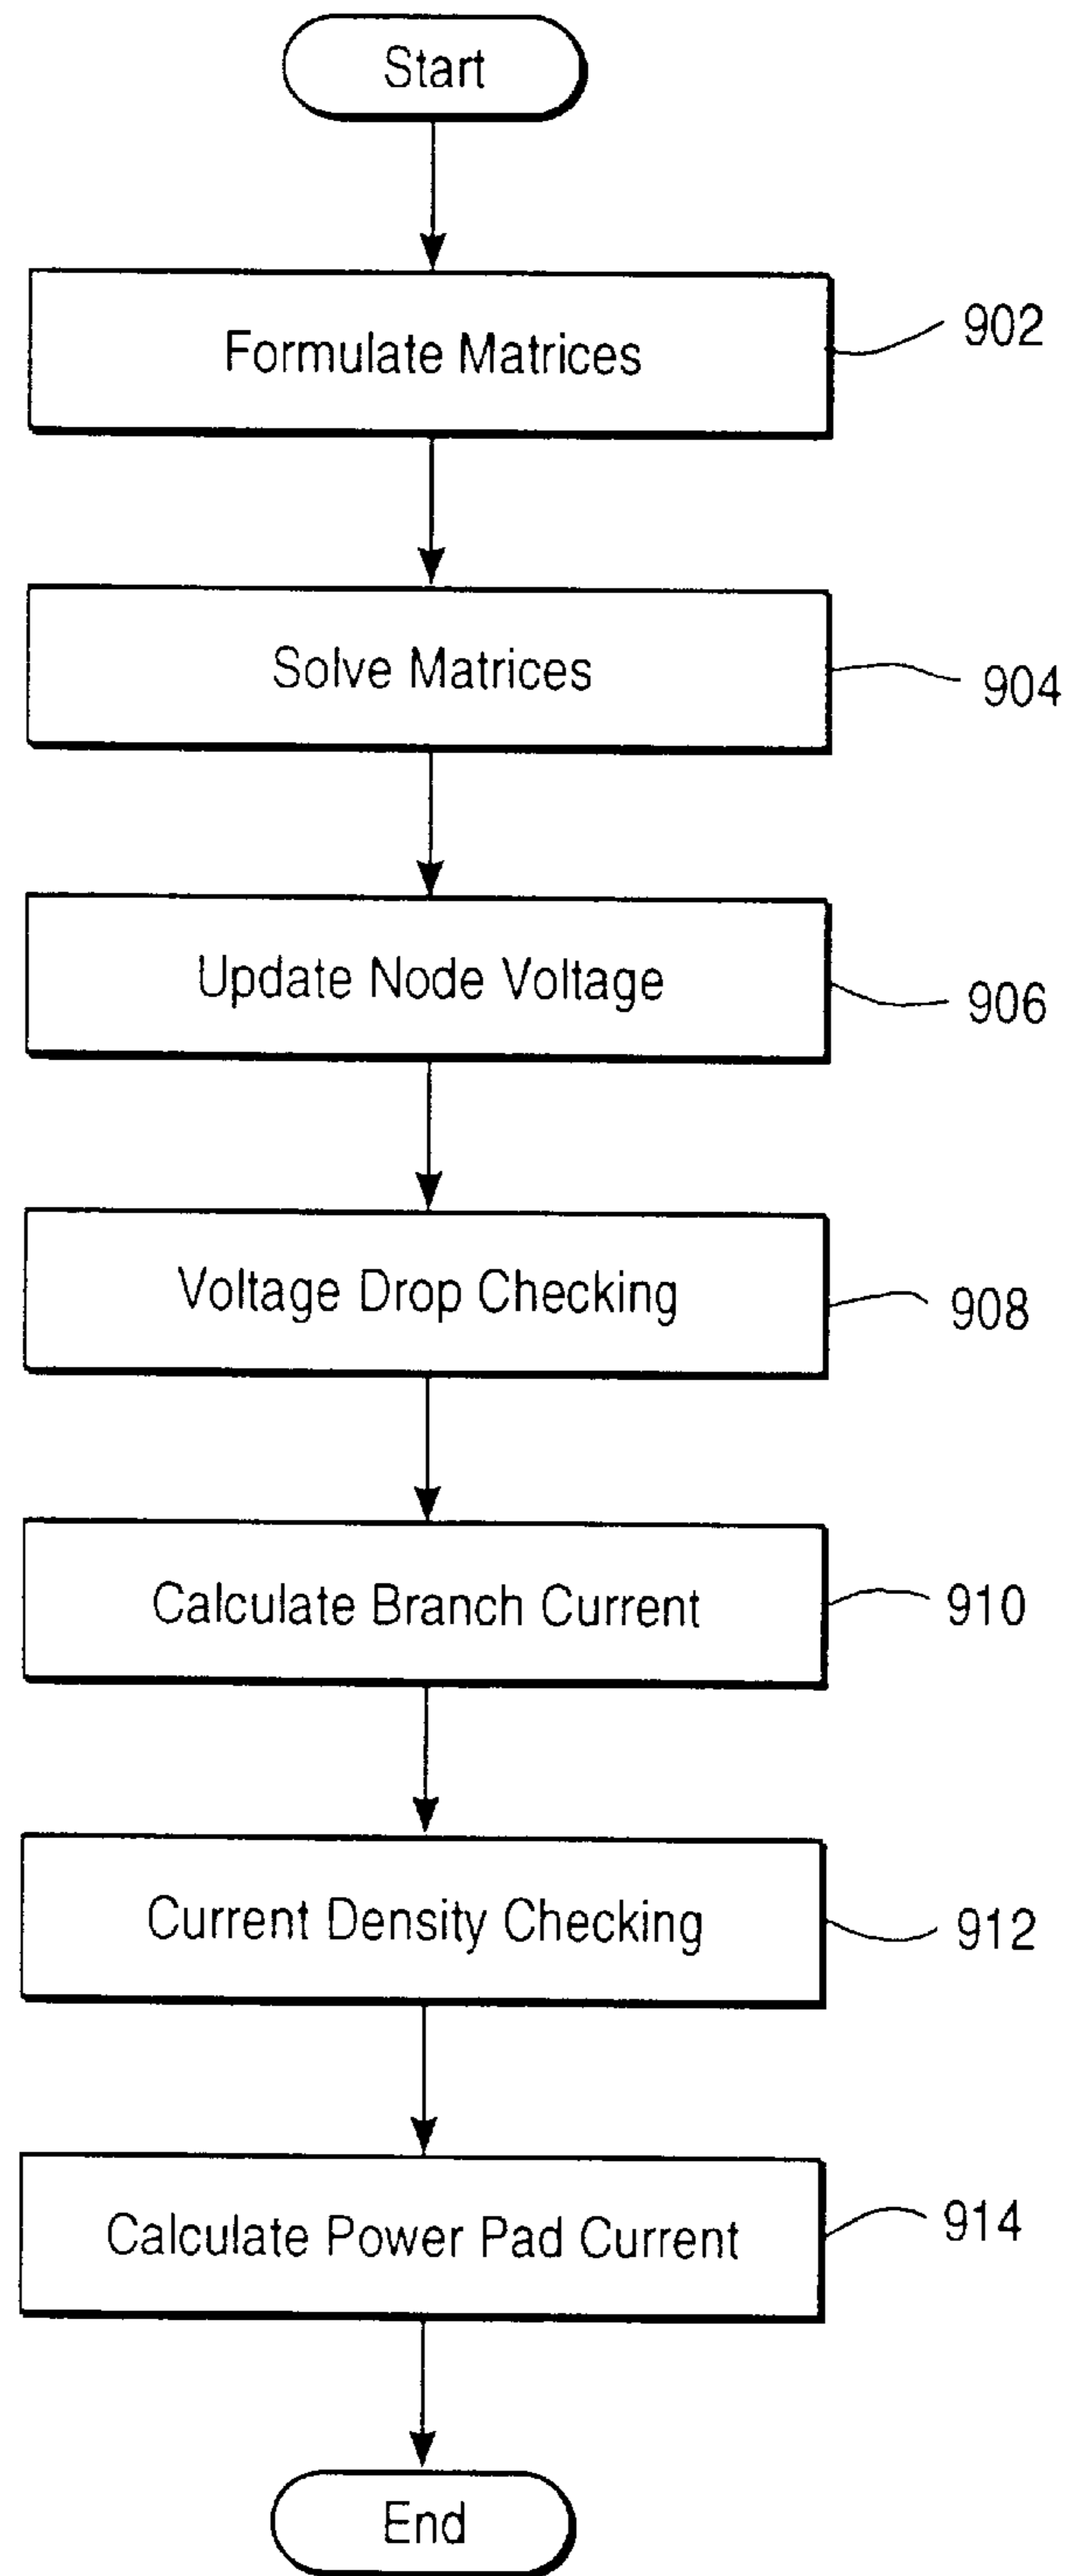 Start
Formulate Matrices
902
Solve Matrices
904
Update Node Voltage
906
Voltage Drop Checking
908
Calculate Branch Current
910
Current Density Checking
912
Calculate Power Pad Current
914
End